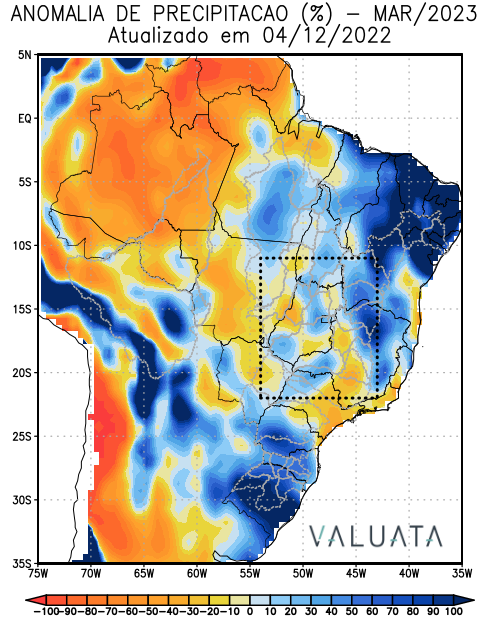 ANOMALIA DE PRECIPITACAO (%) – MAR/2023
Atualizado em 04/12/2022
5N
EQ
5S
10S
15S
20S
25S
30S
35S
VALUATA
75W 70W 65W 60W 55W 50W 45W 40W 35W
-100 -90 -80 -70 -60 -50 -40 -30 -20 -10 0 10 20 30 40 50 60 70 80 90 100